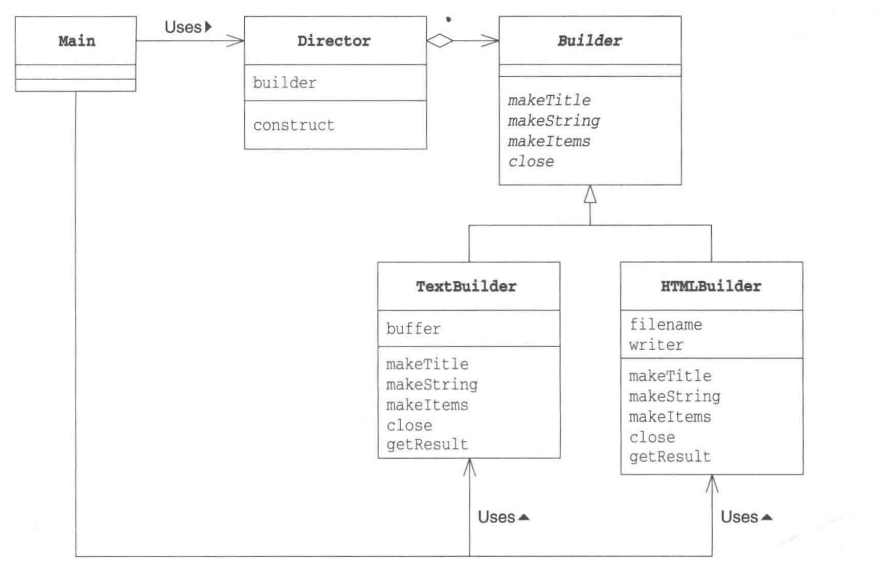 Main
Uses▶
Director
builder
construct
Builder
makeTitle
makeString
makeItems
close
TextBuilder
buffer
makeTitle
makeString
makeItems
close
getResult
HTMLBuilder
filename
writer
makeTitle
makeString
makeItems
close
getResult
Uses▲
Uses▲